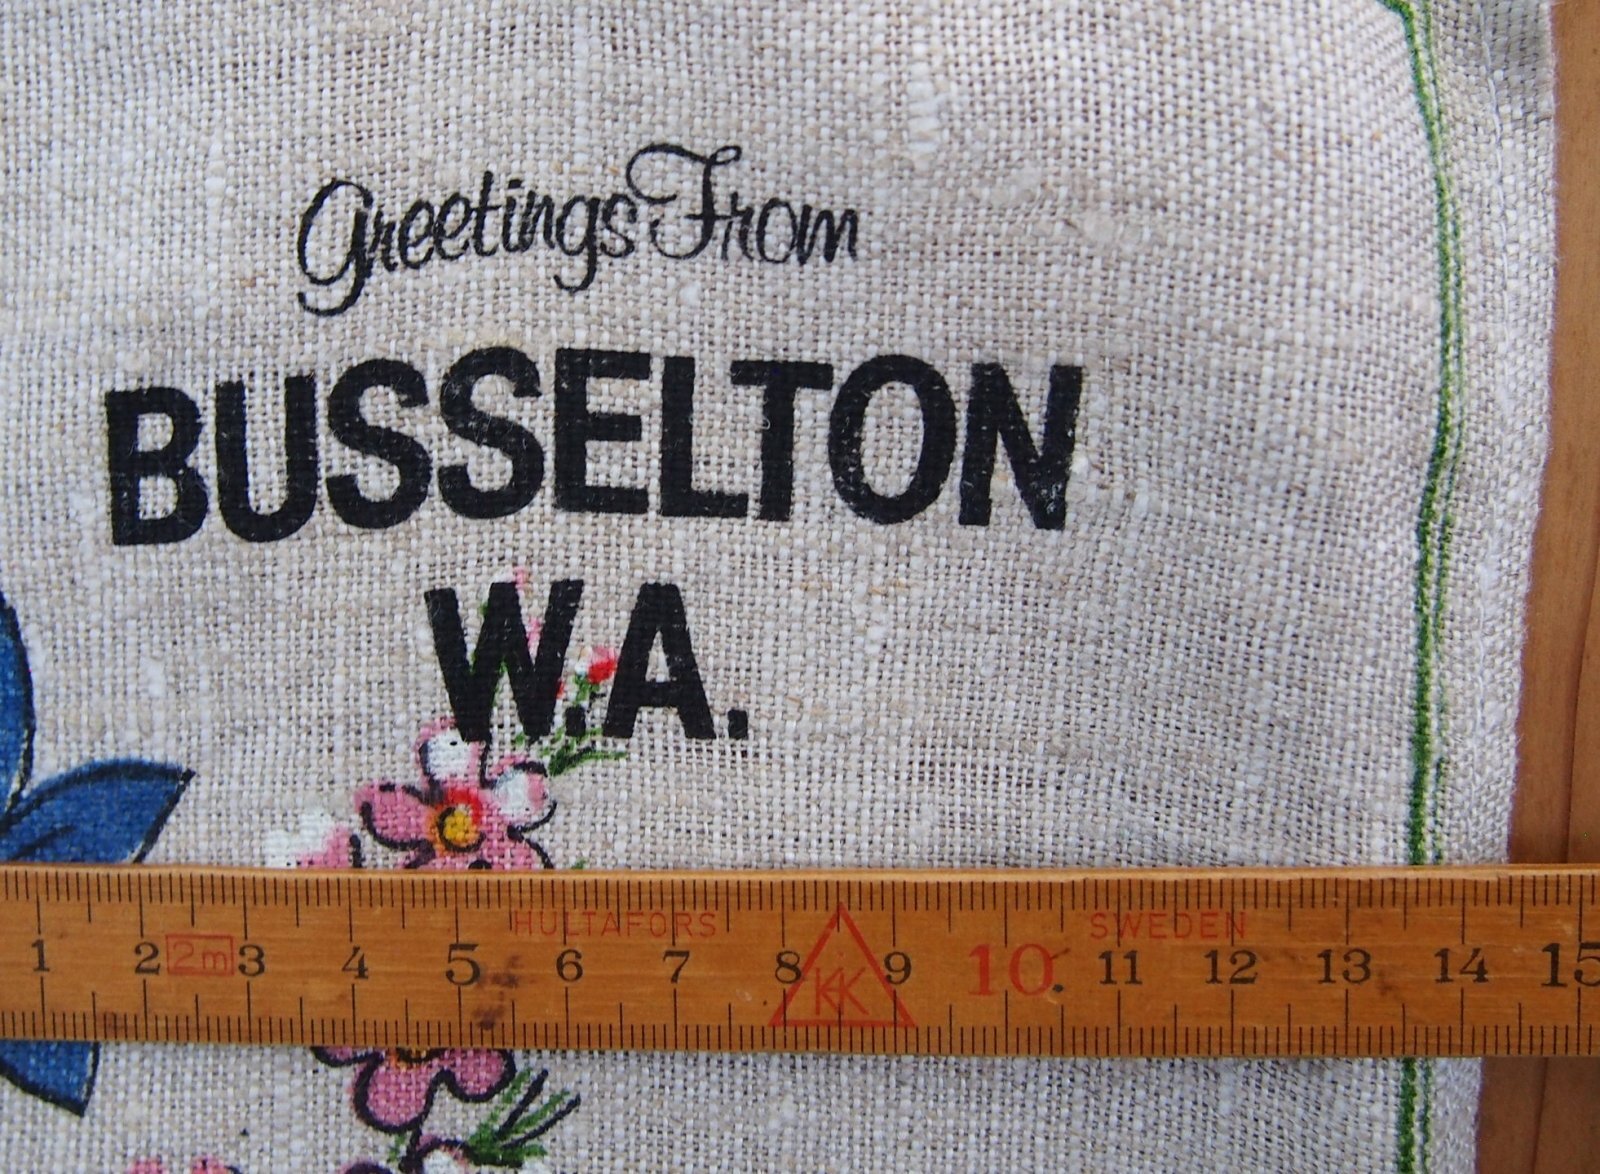 Greetings From
BUSSELTON
W.A.
HULTAFORS SWEDEN
1 2 2m 3 4 5 6 7 8 KK 9 10. 11 12 13 14 15